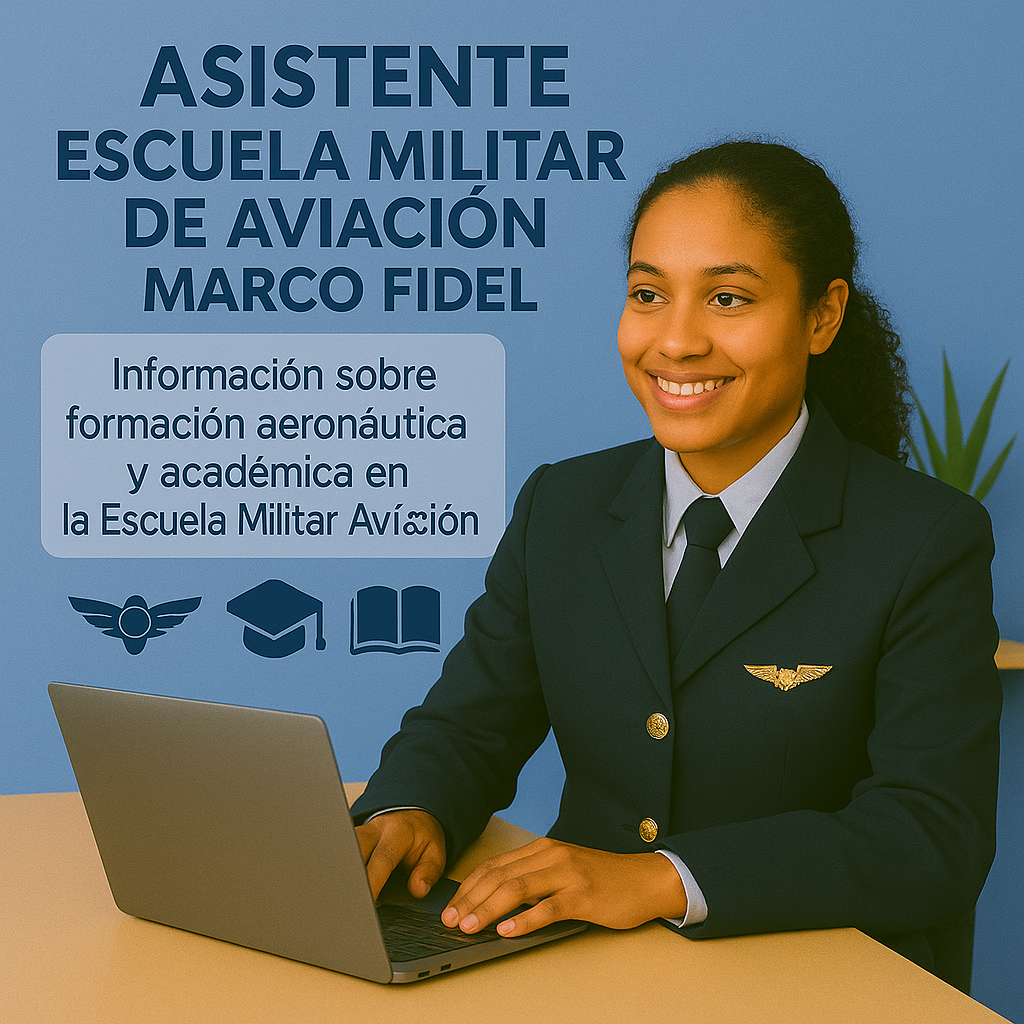 ASISTENTE
ESCUELA MILITAR
DE AVIACIÓN
MARCO FIDEL
Información sobre
formación aeronáutica
y académica en
la Escuela Militar